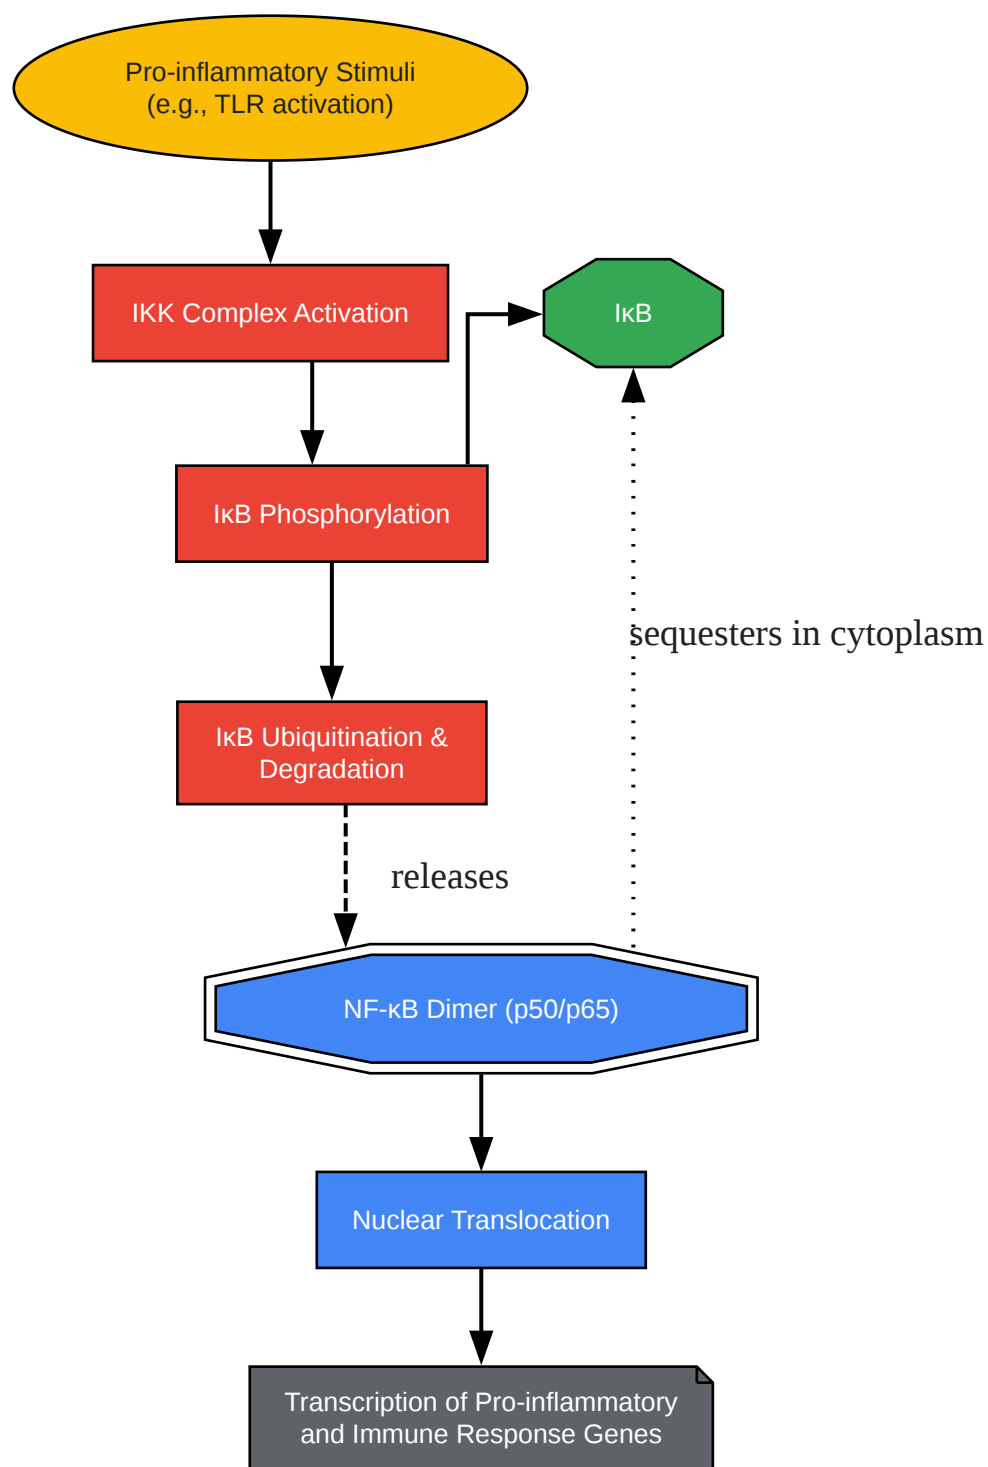 Pro-inflammatory Stimuli
(e.g., TLR activation)
IKK Complex Activation
IκB
IκB Phosphorylation
sequesters in cytoplasm
IκB Ubiquitination &
Degradation
releases
NF-κB Dimer (p50/p65)
Nuclear Translocation
Transcription of Pro-inflammatory
and Immune Response Genes